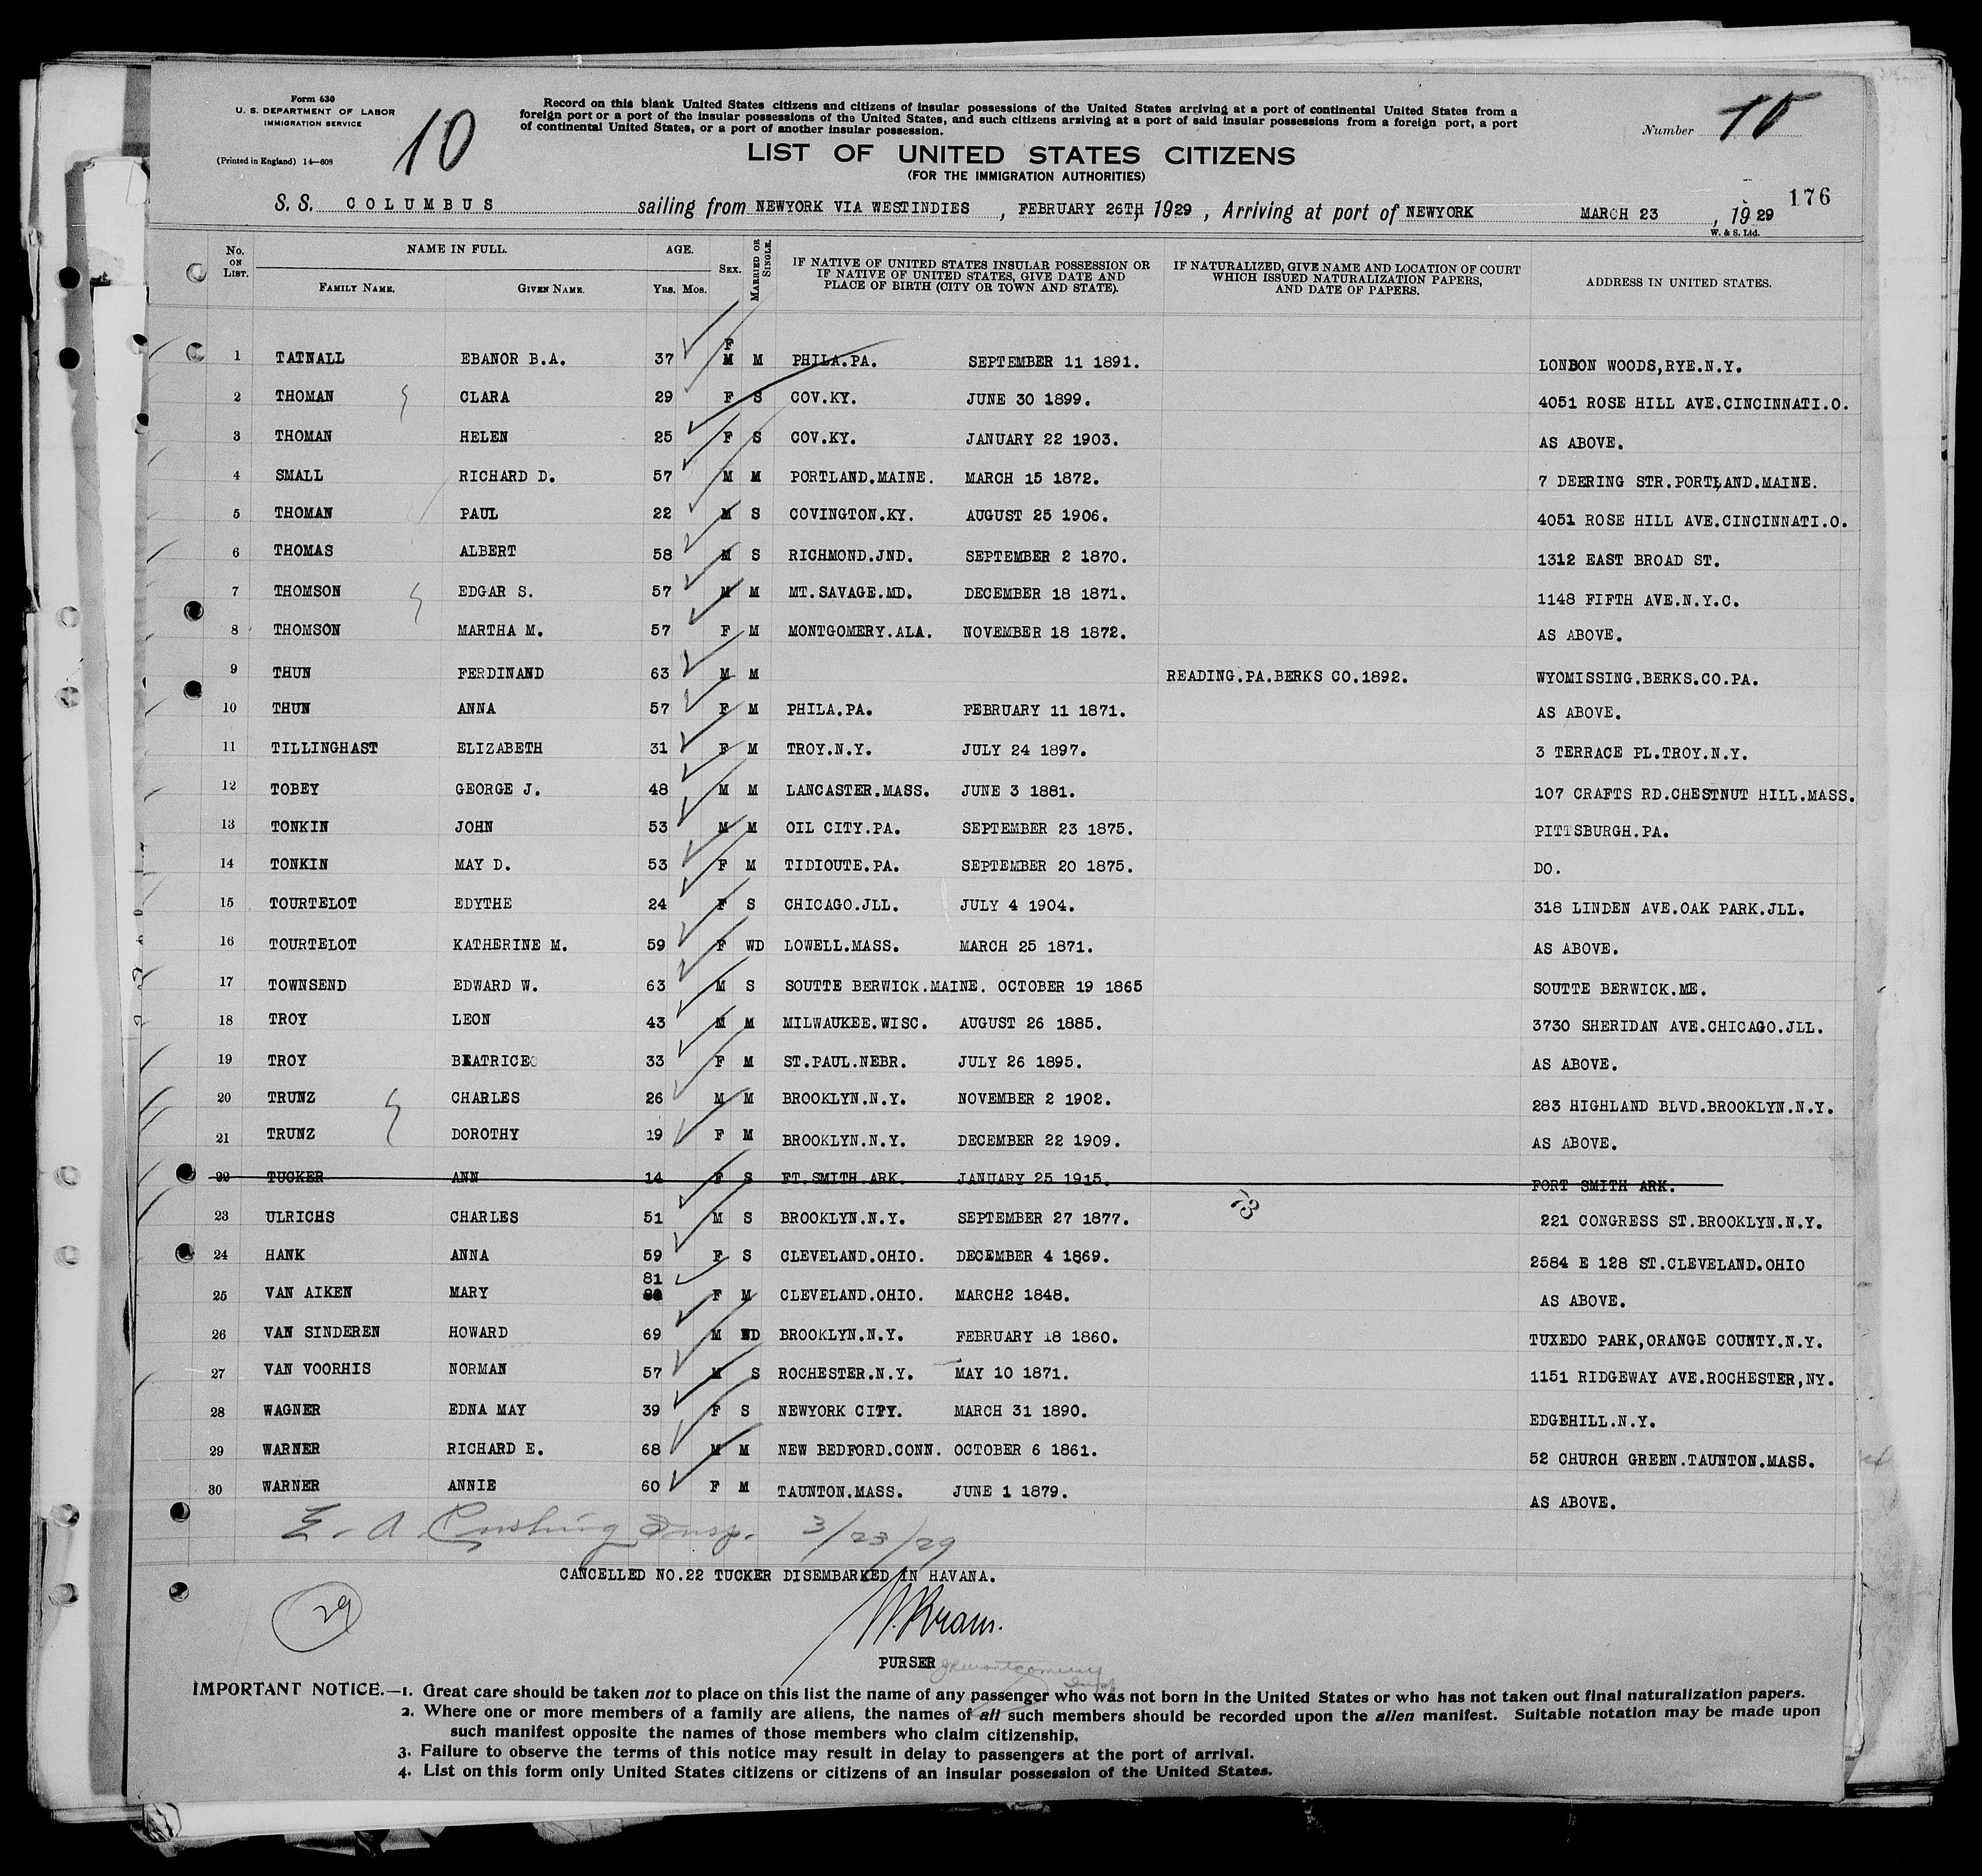 Form 630
U. S. DEPARTMENT OF LABOR
IMMIGRATION SERVICE
(Printed in England) 14—608
10
Record on this blank United States citizens and citizens of insular possessions of the United States arriving at a port of continental United States from a
foreign port or a port of the insular possessions of the United States, and such citizens arriving at a port of said insular possessions from a foreign port, a port
of continental United States, or a port of another insular possession.
Number 10
LIST OF UNITED STATES CITIZENS
(FOR THE IMMIGRATION AUTHORITIES)
176
S. S. COLUMBUS sailing from NEWYORK VIA WESTINDIES , FEBRUARY 26TH, 1929 , Arriving at port of NEWYORK MARCH 23 , 1929
W. & S. Ltd.
No. ON LIST. NAME IN FULL. FAMILY NAME. GIVEN NAME. AGE. YRS. MOS. SEX. MARRIED OR SINGLE. IF NATIVE OF UNITED STATES INSULAR POSSESSION OR IF NATIVE OF UNITED STATES, GIVE DATE AND PLACE OF BIRTH (CITY OR TOWN AND STATE). IF NATURALIZED, GIVE NAME AND LOCATION OF COURT WHICH ISSUED NATURALIZATION PAPERS, AND DATE OF PAPERS. ADDRESS IN UNITED STATES.
1 TATNALL EBANOR B.A. 37 F M M PHILA.PA. SEPTEMBER 11 1891. LONDON WOODS,RYE.N.Y.
2 THOMAN CLARA 29 F S COV.KY. JUNE 30 1899. 4051 ROSE HILL AVE.CINCINNATI.O.
3 THOMAN HELEN 25 F S COV.KY. JANUARY 22 1903. AS ABOVE.
4 SMALL RICHARD D. 57 M M PORTLAND.MAINE. MARCH 15 1872. 7 DEERING STR.PORTLAND.MAINE.
5 THOMAN PAUL 22 M S COVINGTON.KY. AUGUST 25 1906. 4051 ROSE HILL AVE.CINCINNATI.O.
6 THOMAS ALBERT 58 M S RICHMOND.JND. SEPTEMBER 2 1870. 1312 EAST BROAD ST.
7 THOMSON EDGAR S. 57 M M MT.SAVAGE.MD. DECEMBER 18 1871. 1148 FIFTH AVE.N.Y.C.
8 THOMSON MARTHA M. 57 F M MONTGOMERY.ALA. NOVEMBER 18 1872. AS ABOVE.
9 THUN FERDINAND 63 M M READING.PA.BERKS CO.1892. WYOMISSING.BERKS.CO.PA.
10 THUN ANNA 57 F M PHILA.PA. FEBRUARY 11 1871. AS ABOVE.
11 TILLINGHAST ELIZABETH 31 F M TROY.N.Y. JULY 24 1897. 3 TERRACE PL.TROY.N.Y.
12 TOBEY GEORGE J. 48 M M LANCASTER.MASS. JUNE 3 1881. 107 CRAFTS RD.CHESTNUT HILL.MASS.
13 TONKIN JOHN 53 M M OIL CITY.PA. SEPTEMBER 23 1875. PITTSBURGH.PA.
14 TONKIN MAY D. 53 F M TIDIOUTE.PA. SEPTEMBER 20 1875. DO.
15 TOURTELOT EDYTHE 24 F S CHICAGO.JLL. JULY 4 1904. 318 LINDEN AVE.OAK PARK.JLL.
16 TOURTELOT KATHERINE M. 59 F WD LOWELL.MASS. MARCH 25 1871. AS ABOVE.
17 TOWNSEND EDWARD W. 63 M S SOUTTE BERWICK.MAINE. OCTOBER 19 1865 SOUTTE BERWICK.ME.
18 TROY LEON 43 M M MILWAUKEE.WISC. AUGUST 26 1885. 3730 SHERIDAN AVE.CHICAGO.JLL.
19 TROY BEATRICE 33 F M ST.PAUL.NEBR. JULY 26 1895. AS ABOVE.
20 TRUNZ CHARLES 26 M M BROOKLYN.N.Y. NOVEMBER 2 1902. 283 HIGHLAND BLVD.BROOKLYN.N.Y.
21 TRUNZ DOROTHY 19 F M BROOKLYN.N.Y. DECEMBER 22 1909. AS ABOVE.
22 TUCKER ANN 14 F S FT.SMITH ARK. JANUARY 25 1915. FORT SMITH ARK.
23 ULRICHS CHARLES 51 M S BROOKLYN.N.Y. SEPTEMBER 27 1877. 221 CONGRESS ST.BROOKLYN.N.Y.
24 HANK ANNA 59 F S CLEVELAND.OHIO. DECEMBER 4 1869. 2584 E 128 ST.CLEVELAND.OHIO
25 VAN AIKEN MARY 81 F M CLEVELAND.OHIO. MARCH2 1848. AS ABOVE.
26 VAN SINDEREN HOWARD 69 M WD BROOKLYN.N.Y. FEBRUARY 18 1860. TUXEDO PARK,ORANGE COUNTY.N.Y.
27 VAN VOORHIS NORMAN 57 M S ROCHESTER.N.Y. MAY 10 1871. 1151 RIDGEWAY AVE.ROCHESTER,NY.
28 WAGNER EDNA MAY 39 F S NEWYORK CITY. MARCH 31 1890. EDGEHILL.N.Y.
29 WARNER RICHARD E. 68 M M NEW BEDFORD.CONN. OCTOBER 6 1861. 52 CHURCH GREEN.TAUNTON.MASS.
30 WARNER ANNIE 60 F M TAUNTON.MASS. JUNE 1 1879. AS ABOVE.
E. A. Cushing Insp. 3/23/29
CANCELLED NO.22 TUCKER DISEMBARKED IN HAVANA.
29
PURSER
IMPORTANT NOTICE.—1. Great care should be taken not to place on this list the name of any passenger who was not born in the United States or who has not taken out final naturalization papers.
2. Where one or more members of a family are aliens, the names of all such members should be recorded upon the alien manifest. Suitable notation may be made upon
such manifest opposite the names of those members who claim citizenship.
3. Failure to observe the terms of this notice may result in delay to passengers at the port of arrival.
4. List on this form only United States citizens or citizens of an insular possession of the United States.